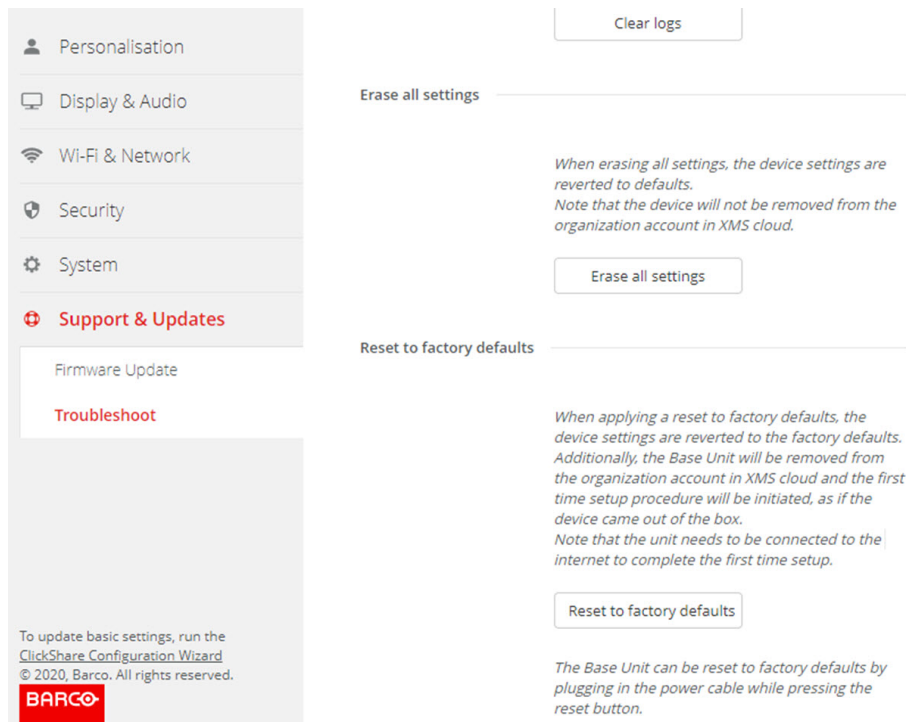 Personalisation
Display & Audio
Wi-Fi & Network
Security
System
Support & Updates
Firmware Update
Troubleshoot
To update basic settings, run the
ClickShare Configuration Wizard
© 2020, Barco. All rights reserved.
BARCO
Clear logs
Erase all settings
When erasing all settings, the device settings are
reverted to defaults.
Note that the device will not be removed from the
organization account in XMS cloud.
Erase all settings
Reset to factory defaults
When applying a reset to factory defaults, the
device settings are reverted to the factory defaults.
Additionally, the Base Unit will be removed from
the organization account in XMS cloud and the first
time setup procedure will be initiated, as if the
device came out of the box.
Note that the unit needs to be connected to the
internet to complete the first time setup.
Reset to factory defaults
The Base Unit can be reset to factory defaults by
plugging in the power cable while pressing the
reset button.